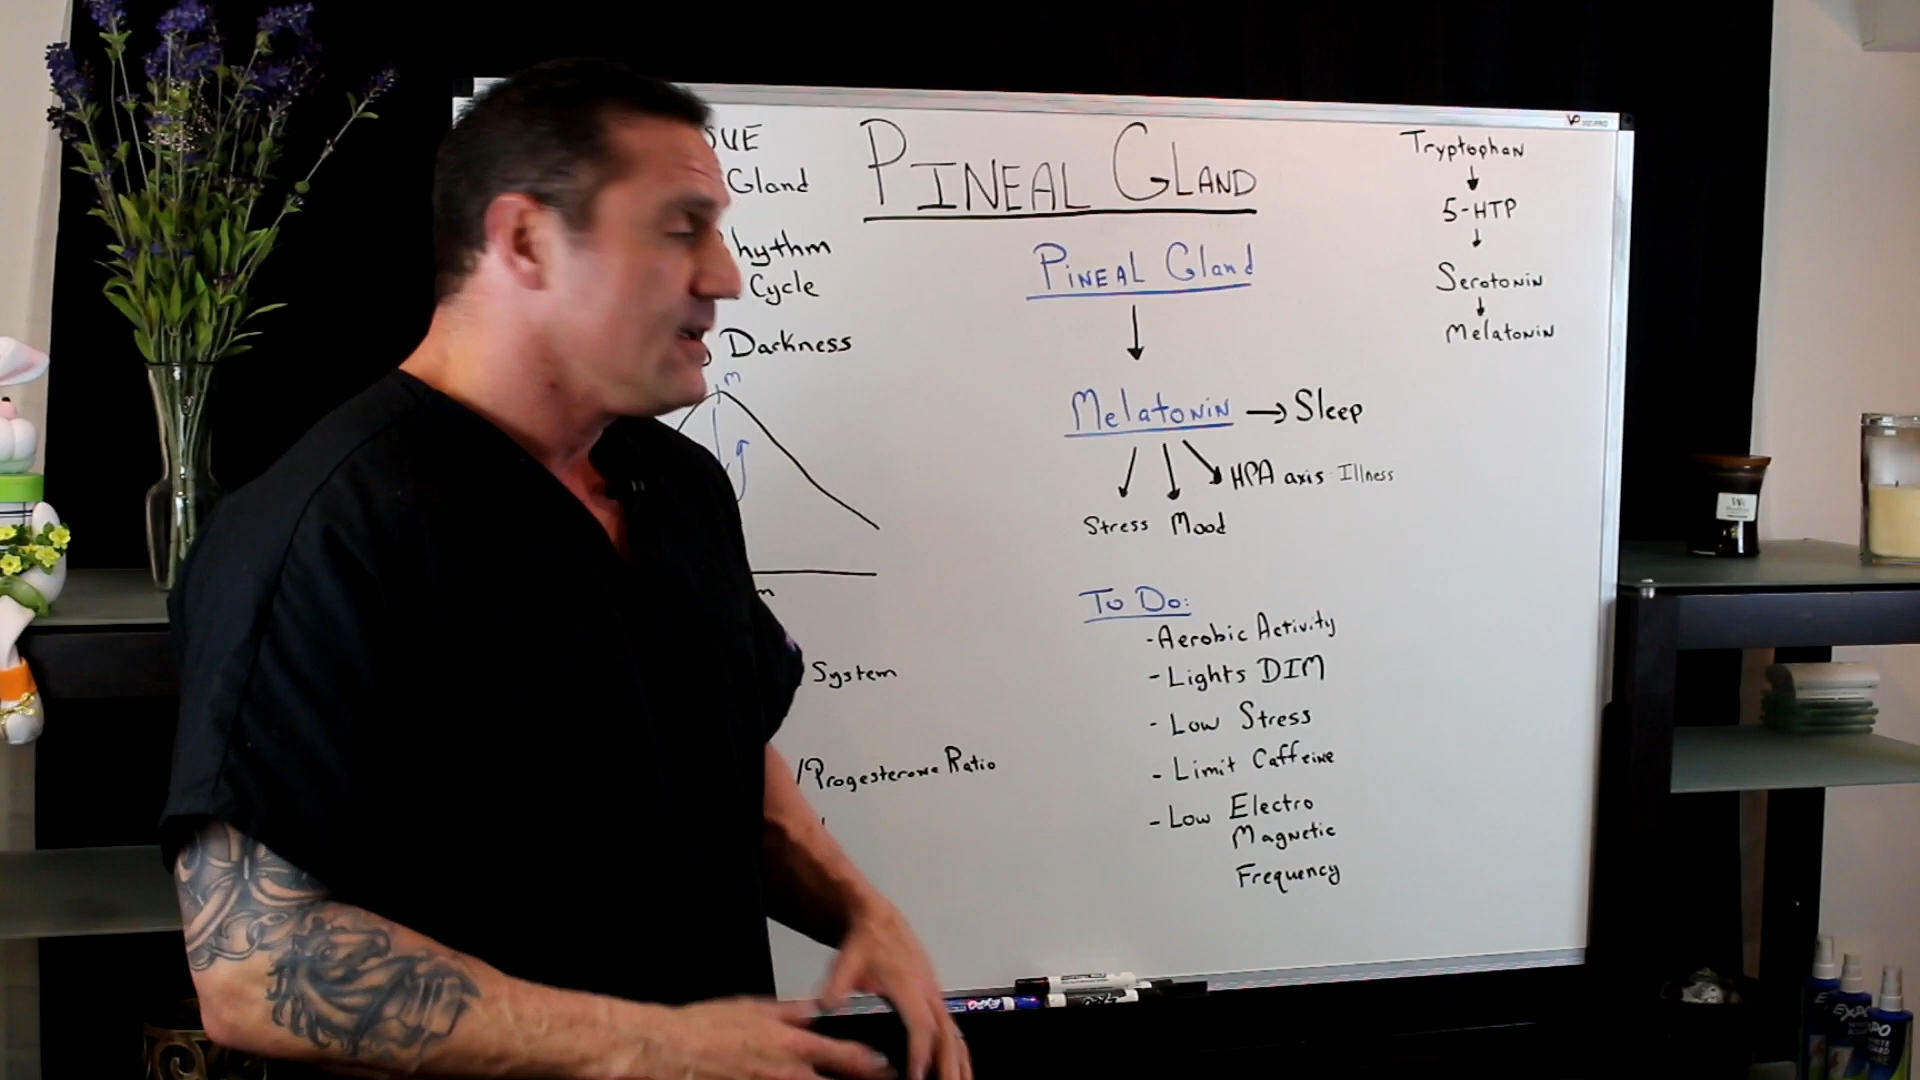 PINEAL GLAND
Gland
Cycle
Darkness
m
System
/Progesterone Ratio
Pineal Gland
Melatonin → Sleep
HPA axis Illness
Stress Mood
To Do:
- Aerobic Activity
- Lights DIM
- Low Stress
- Limit Caffeine
- Low Electro
Magnetic
Frequency
Tryptophan
5-HTP
Serotonin
Melatonin
EXPO